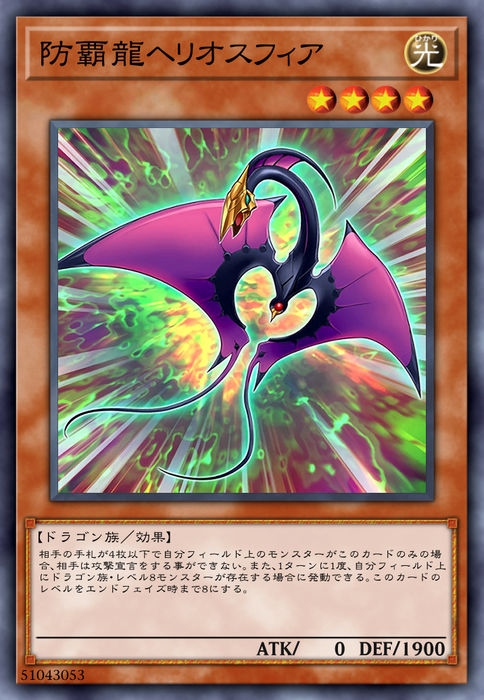 防覇龍ヘリオスフィア
光
ひかり
【ドラゴン族／効果】
相手の手札が4枚以下で自分フィールド上のモンスターがこのカードのみの場
合、相手は攻撃宣言をする事ができない。また、1ターンに1度、自分フィールド上
にドラゴン族・レベル8モンスターが存在する場合に発動できる。このカードの
レベルをエンドフェイズ時まで8にする。
ATK/ 0 DEF/1900
51043053